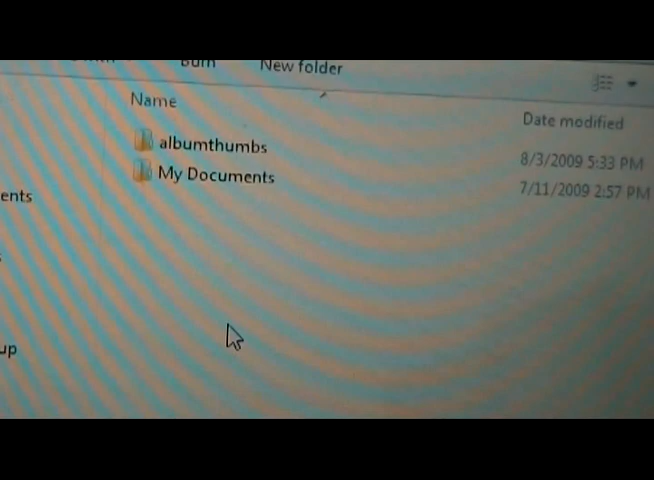 Burn New folder
Name Date modified
albumthumbs 8/3/2009 5:33 PM
My Documents 7/11/2009 2:57 PM
ents
up